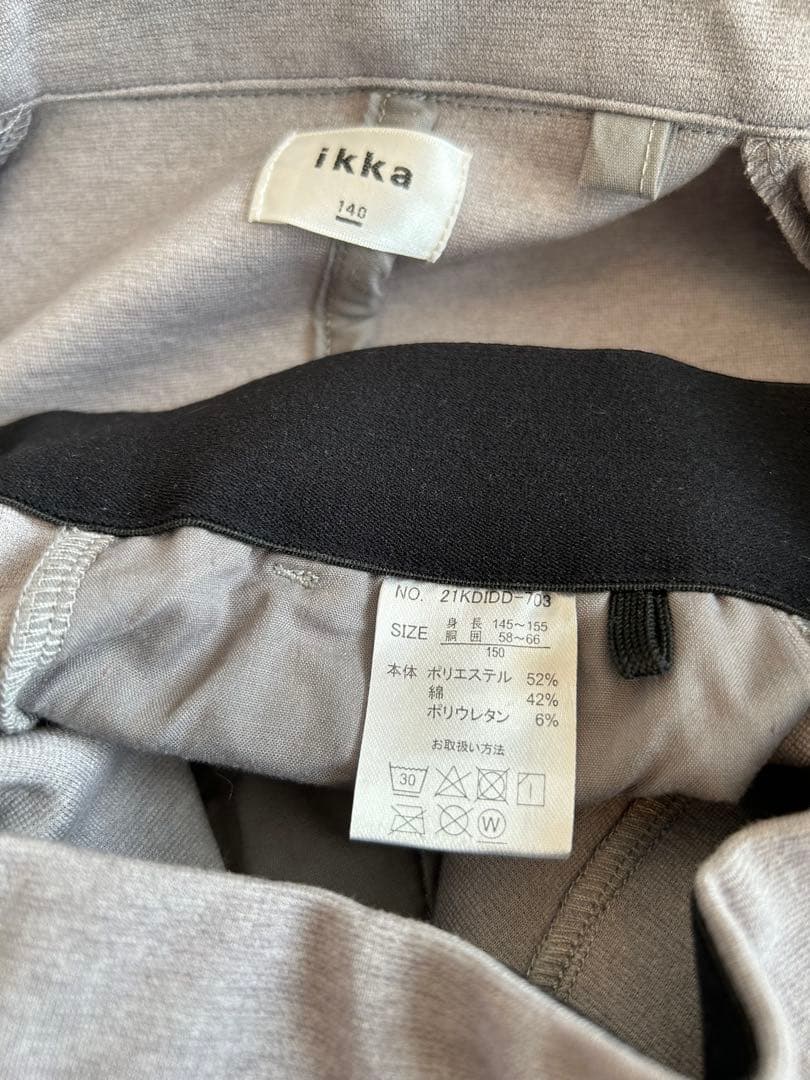 ikka
140
NO. 21KDIDD-703
SIZE 身長 145~155
胴囲 58~66
150
本体 ポリエステル 52%
綿 42%
ポリウレタン 6%
お取扱い方法
30
W